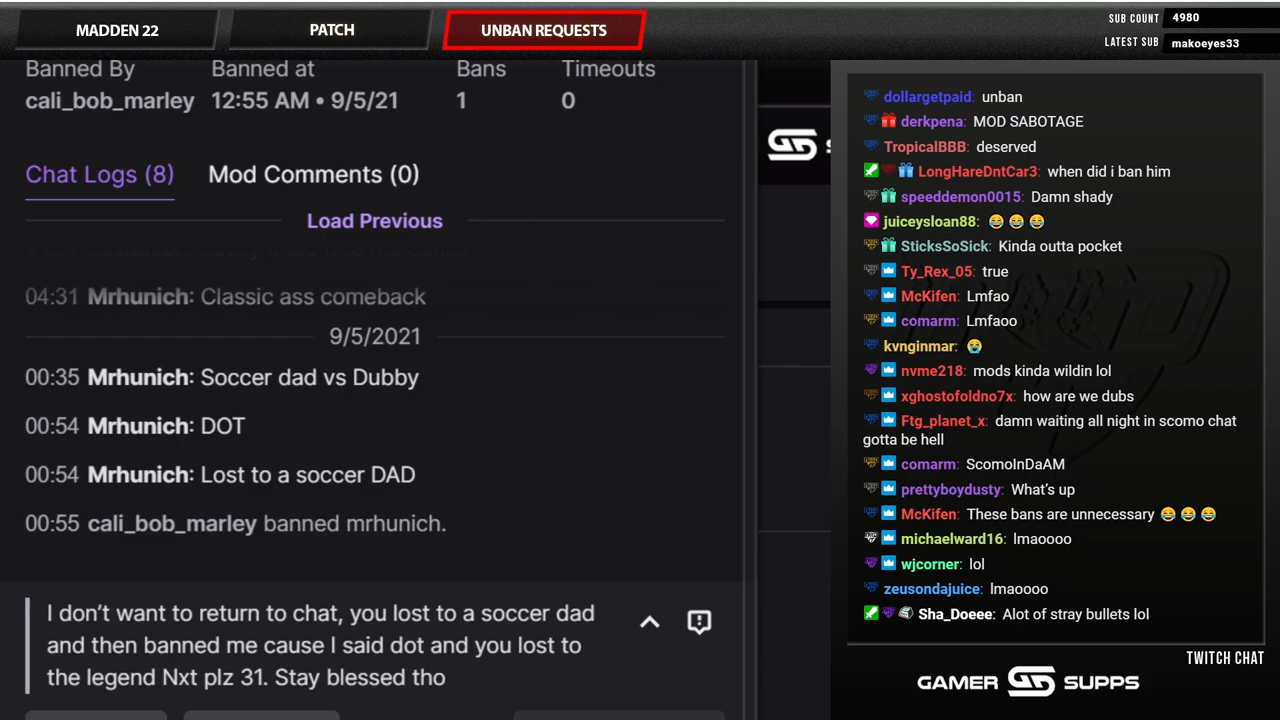 MADDEN 22
PATCH
UNBAN REQUESTS
SUB COUNT 4980
LATEST SUB makoeyes33
Banned By Banned at Bans Timeouts
cali_bob_marley 12:55 AM • 9/5/21 1 0
Chat Logs (8) Mod Comments (0)
Load Previous
04:31 Mrhunich: Classic ass comeback
9/5/2021
00:35 Mrhunich: Soccer dad vs Dubby
00:54 Mrhunich: DOT
00:54 Mrhunich: Lost to a soccer DAD
00:55 cali_bob_marley banned mrhunich.
I don’t want to return to chat, you lost to a soccer dad
and then banned me cause I said dot and you lost to
the legend Nxt plz 31. Stay blessed tho
dollargetpaid: unban
derkpena: MOD SABOTAGE
TropicalBBB: deserved
LongHareDntCar3: when did i ban him
speeddemon0015: Damn shady
juiceysloan88: 😂 😂 😂
SticksSoSick: Kinda outta pocket
Ty_Rex_05: true
McKifen: Lmfao
comarm: Lmfaoo
kvnginmar: 😭
nvme218: mods kinda wildin lol
xghostofoldno7x: how are we dubs
Ftg_planet_x: damn waiting all night in scomo chat
gotta be hell
comarm: ScomoInDaAM
prettyboydusty: What’s up
McKifen: These bans are unnecessary 😂 😂 😂
michaelward16: lmaoooo
wjcorner: lol
zeusondajuice: lmaoooo
Sha_Doeee: Alot of stray bullets lol
TWITCH CHAT
GAMER SUPPS